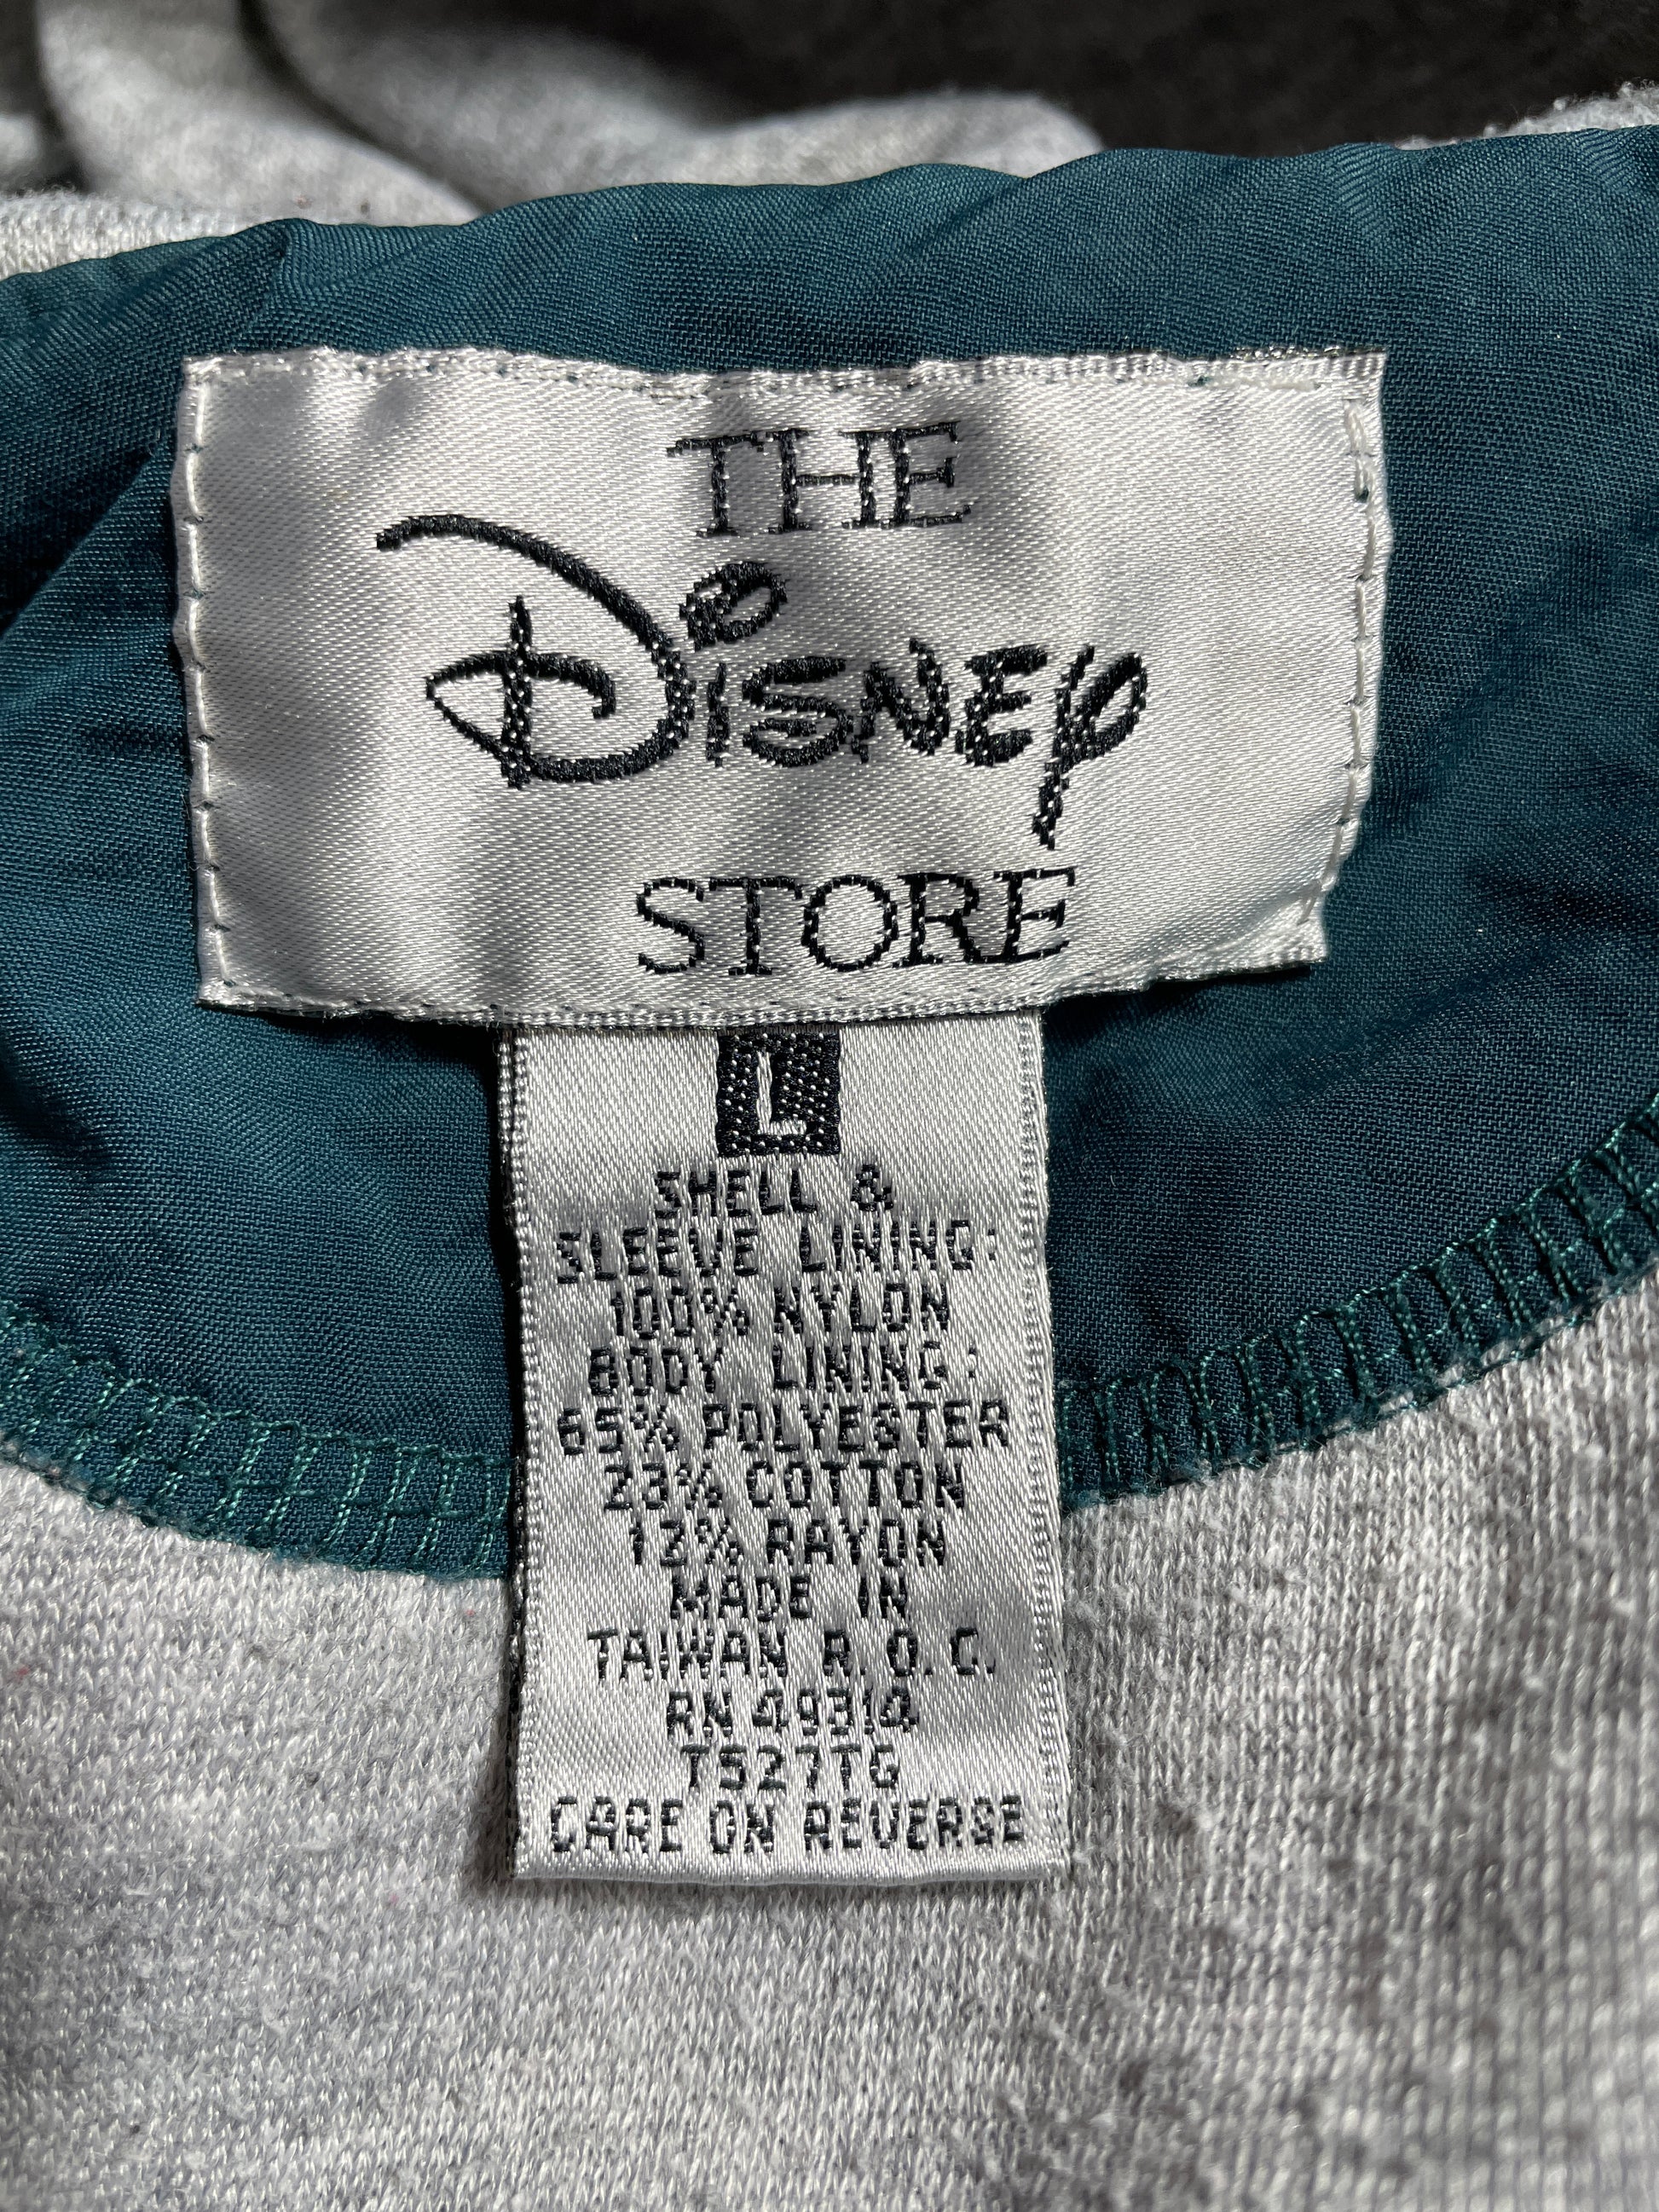 THE
Disney
STORE
L
SHELL &
SLEEVE LINING:
100% NYLON
BODY LINING:
65% POLYESTER
23% COTTON
12% RAYON
MADE IN
TAIWAN R.O.C.
RN 49314
TS27TG
CARE ON REVERSE